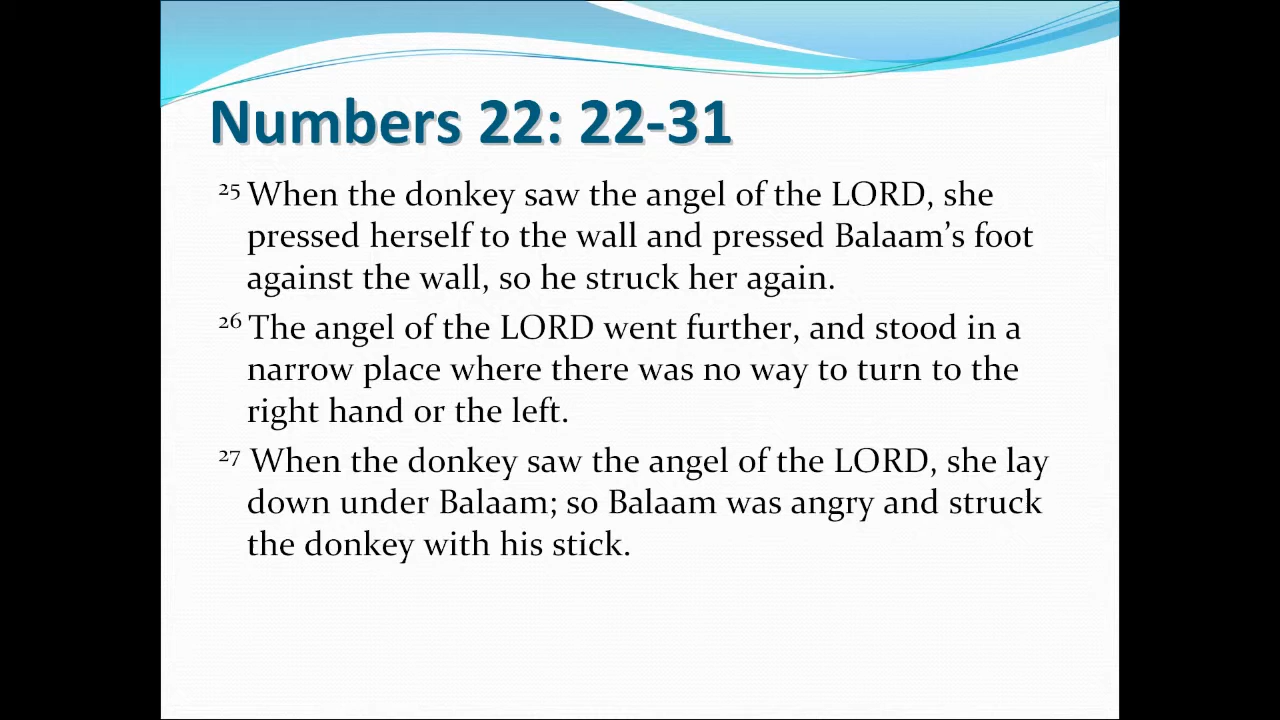 Numbers 22: 22-31
25 When the donkey saw the angel of the LORD, she
pressed herself to the wall and pressed Balaam’s foot
against the wall, so he struck her again.
26 The angel of the LORD went further, and stood in a
narrow place where there was no way to turn to the
right hand or the left.
27 When the donkey saw the angel of the LORD, she lay
down under Balaam; so Balaam was angry and struck
the donkey with his stick.